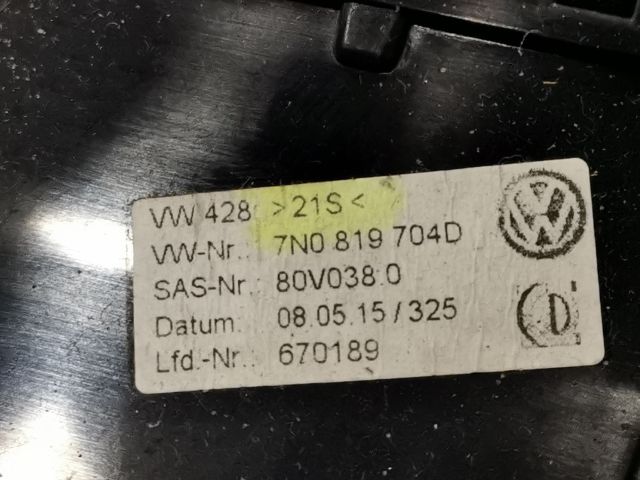 VW 428 >21S<
VW-Nr.: 7N0 819 704D
SAS-Nr.: 80V038.0
Datum: 08.05.15/325
Lfd.-Nr.: 670189